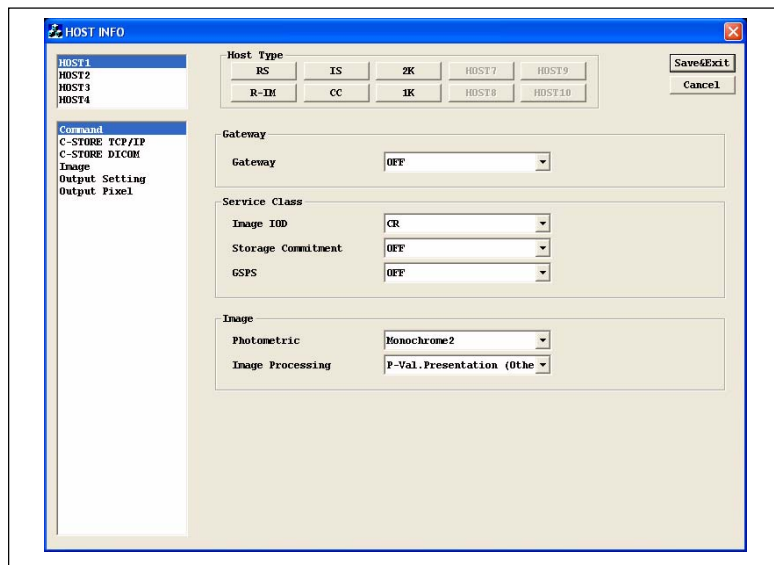 HOST INFO
HOST1
HOST2
HOST3
HOST4
Command
C-STORE TCP/IP
C-STORE DICOM
Image
Output Setting
Output Pixel
Host Type
RS IS 2K HOST7 HOST9
R-IM CC 1K HOST8 HOST10
Save&Exit
Cancel
Gateway
Gateway OFF
Service Class
Image IOD CR
Storage Commitment OFF
GSPS OFF
Image
Photometric Monochrome2
Image Processing P-Val.Presentation (Othe